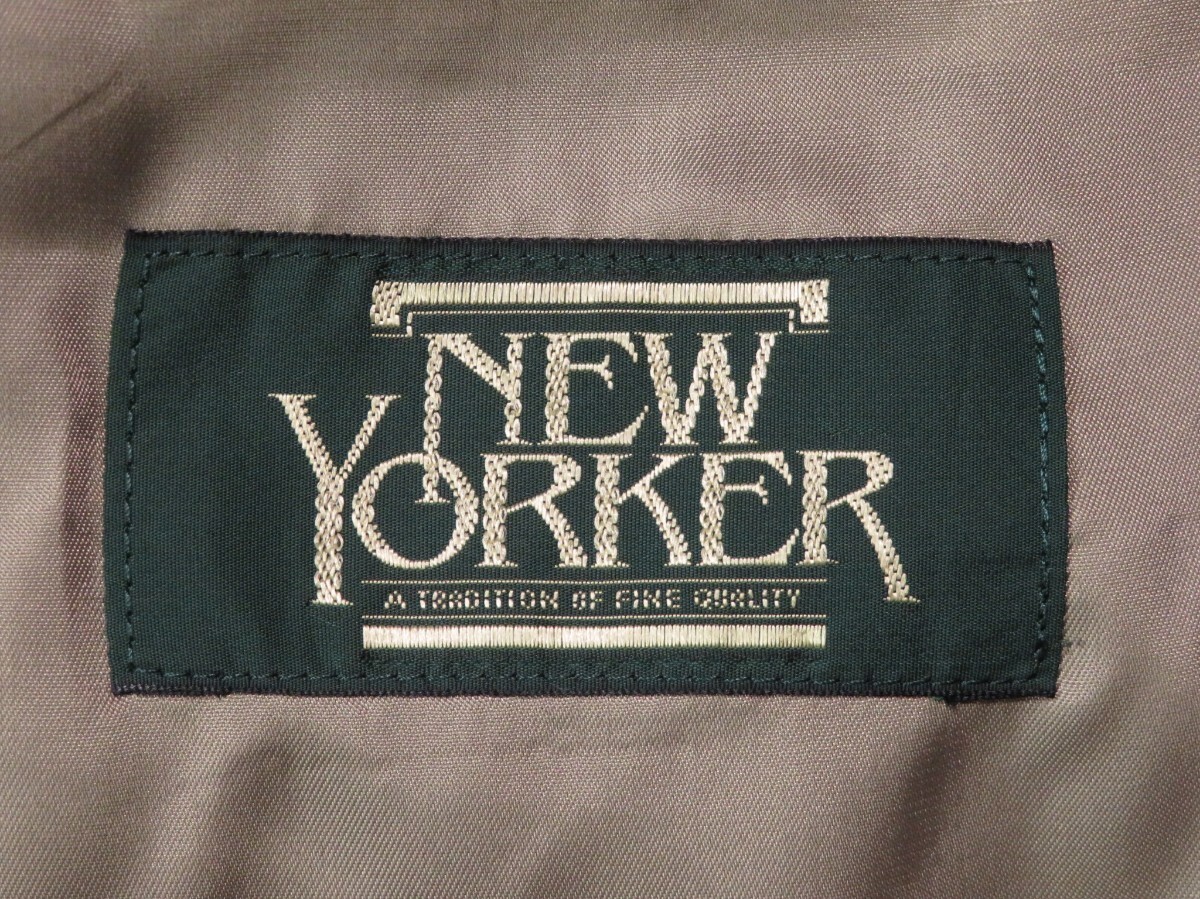 NEW
YORKER
A TRADITION OF FINE QUALITY